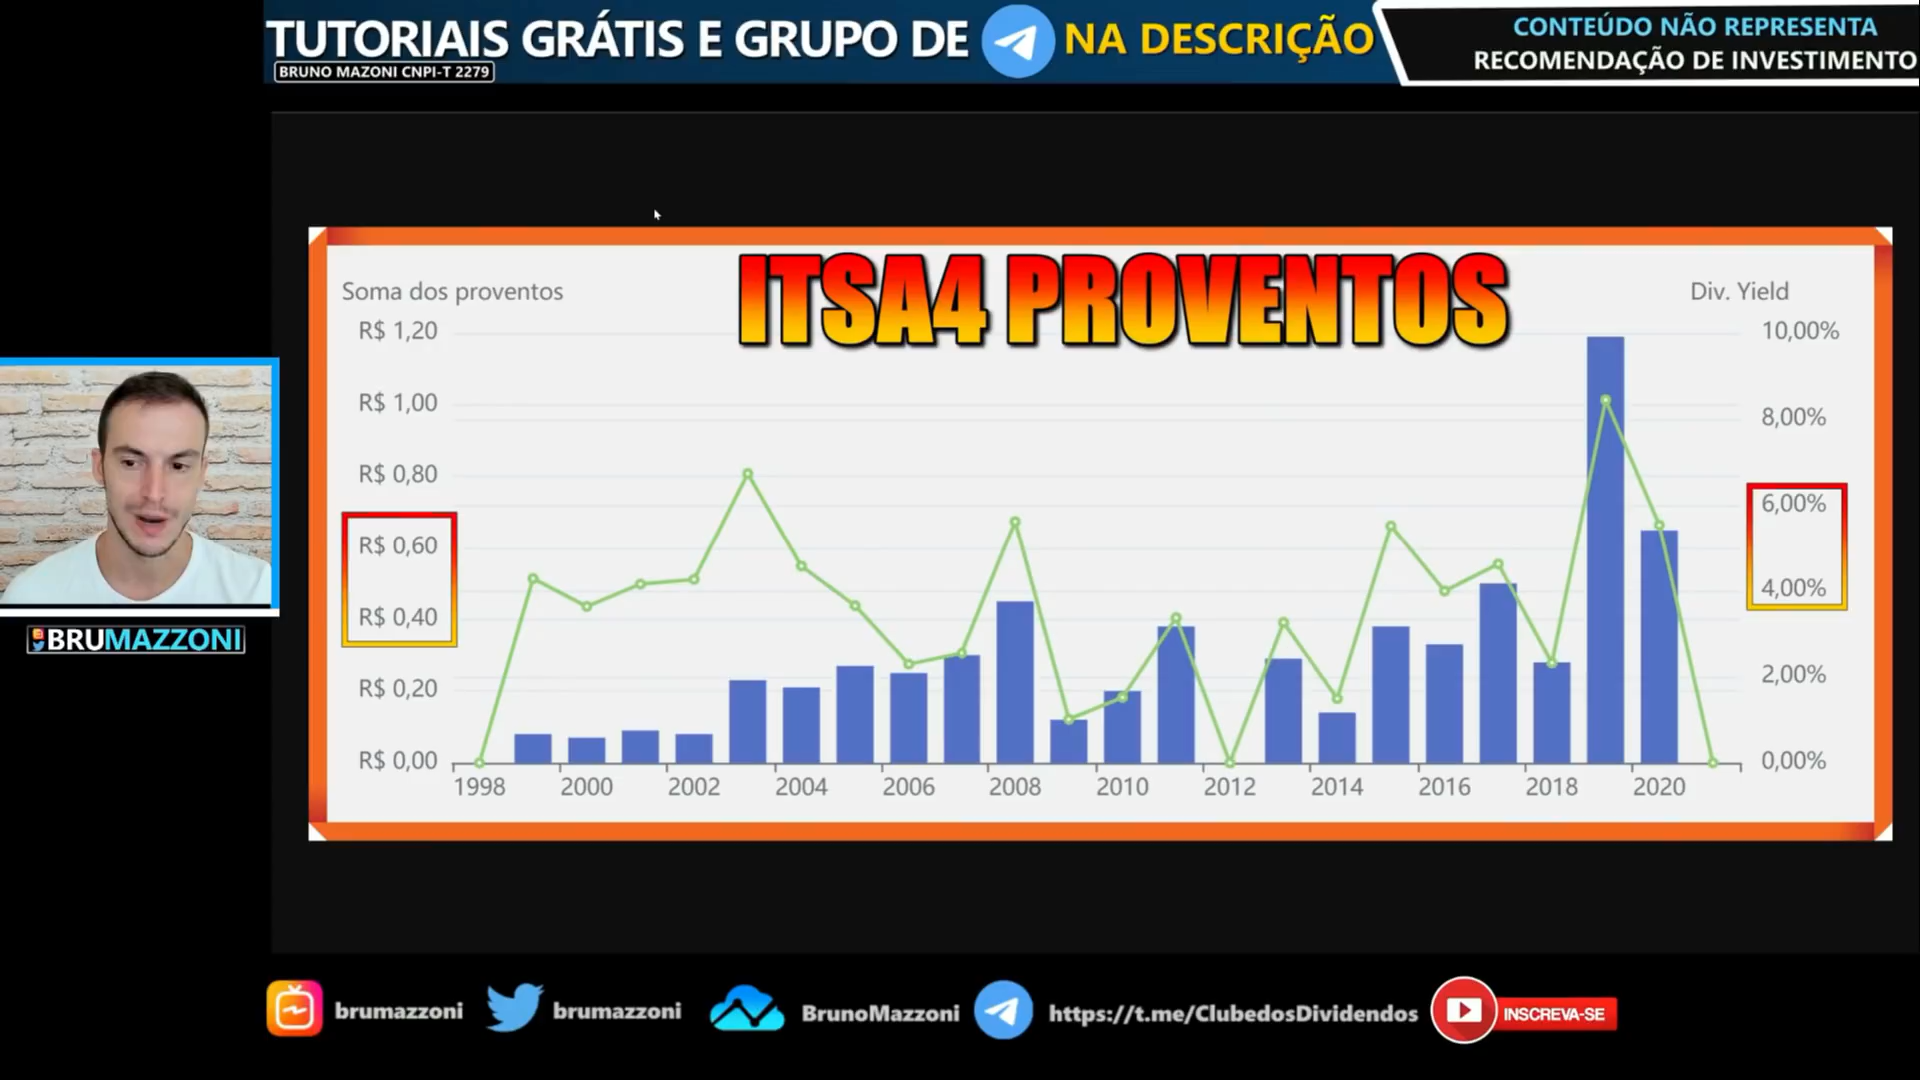 TUTORIAIS GRÁTIS E GRUPO DE NA DESCRIÇÃO
BRUNO MAZONI CNPI-T 2279
CONTEÚDO NÃO REPRESENTA
RECOMENDAÇÃO DE INVESTIMENTO
ITSA4 PROVENTOS
Soma dos proventos
Div. Yield
R$ 1,20
R$ 1,00
R$ 0,80
R$ 0,60
R$ 0,40
R$ 0,20
R$ 0,00
10,00%
8,00%
6,00%
4,00%
2,00%
0,00%
1998 2000 2002 2004 2006 2008 2010 2012 2014 2016 2018 2020
BRUMAZZONI
brumazzoni
brumazzoni
BrunoMazzoni
https://t.me/ClubedosDividendos
INSCREVA-SE